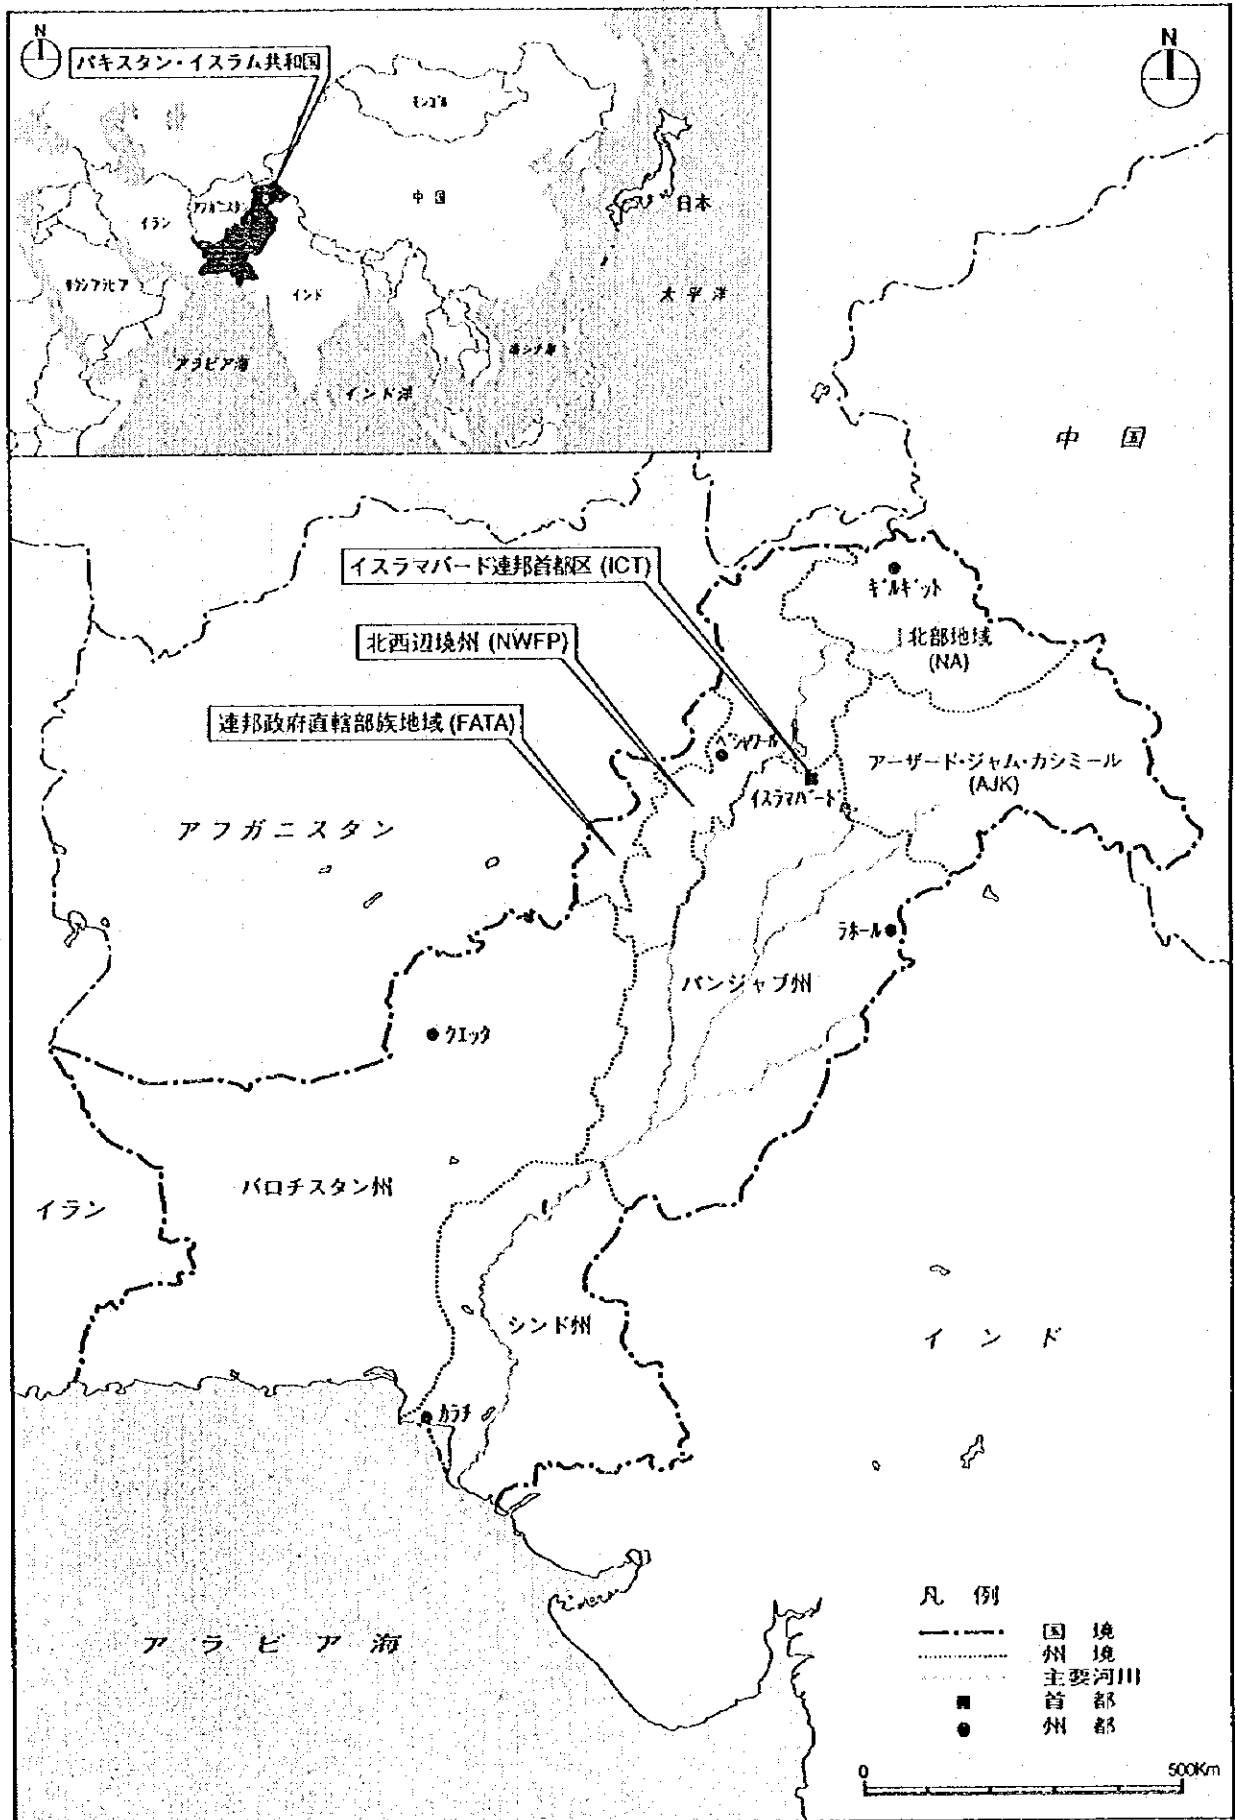 N
パキスタン・イスラム共和国
モンゴル
中国
日本
アフガニスタン
イラン
サウジアラビア
インド
太平洋
アラビア海
南シナ海
インド洋
N
中国
イスラマバード連邦首都区 (ICT)
ギルギット
北西辺境州 (NWFP)
北部地域
(NA)
連邦政府直轄部族地域 (FATA)
ペシャワール
アーザード・ジャム・カシミール
(AJK)
イスラマバード
アフガニスタン
ラホール
パンジャブ州
クエッタ
バロチスタン州
イラン
シンド州
インド
カラチ
アラビア海
凡例
国境
州境
主要河川
首都
州都
0 500Km